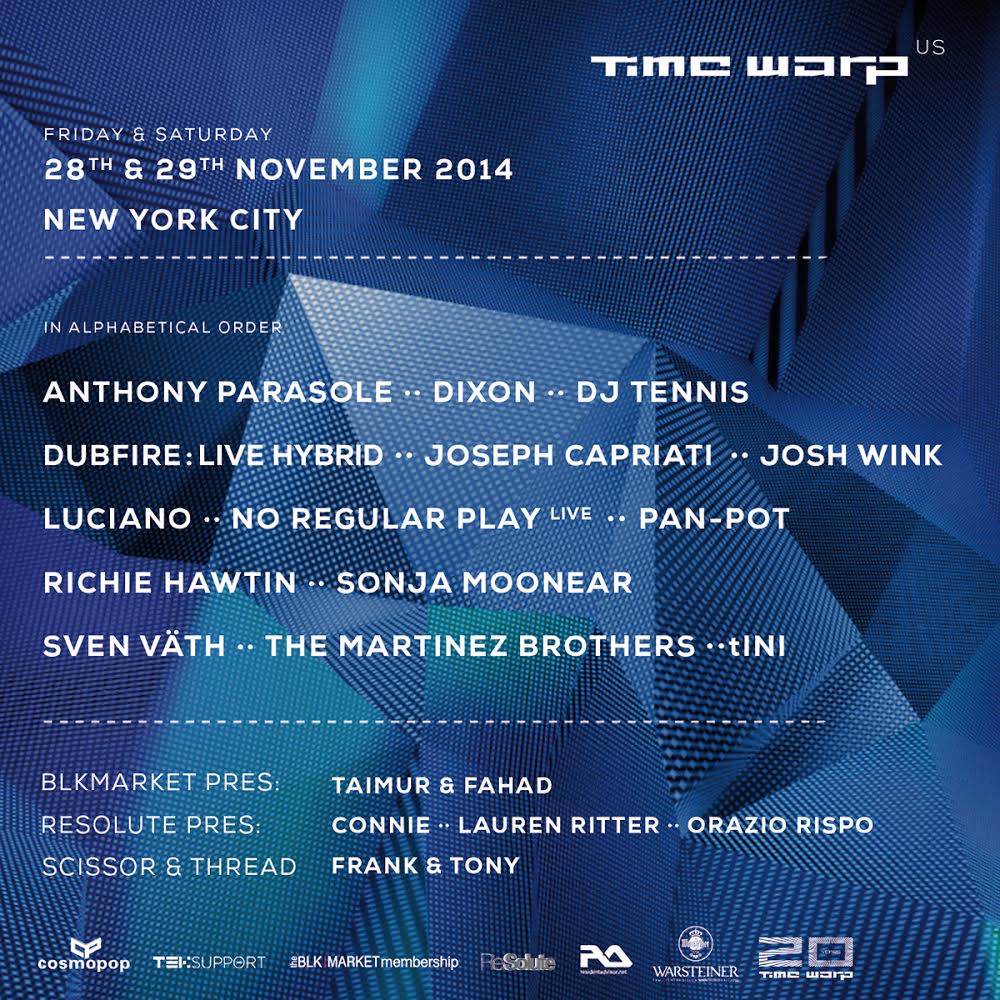 Time Warp US
FRIDAY & SATURDAY
28TH & 29TH NOVEMBER 2014
NEW YORK CITY
IN ALPHABETICAL ORDER
ANTHONY PARASOLE •• DIXON •• DJ TENNIS
DUBFIRE: LIVE HYBRID •• JOSEPH CAPRIATI •• JOSH WINK
LUCIANO •• NO REGULAR PLAY LIVE •• PAN-POT
RICHIE HAWTIN •• SONJA MOONEAR
SVEN VÄTH •• THE MARTINEZ BROTHERS ••tINI
BLKMARKET PRES: TAIMUR & FAHAD
RESOLUTE PRES: CONNIE •• LAUREN RITTER •• ORAZIO RISPO
SCISSOR & THREAD FRANK & TONY
cosmopop TEKSUPPORT theBLK|MARKETmembership ReSolute RA residentadvisor.net WARSTEINER 20 Time Warp